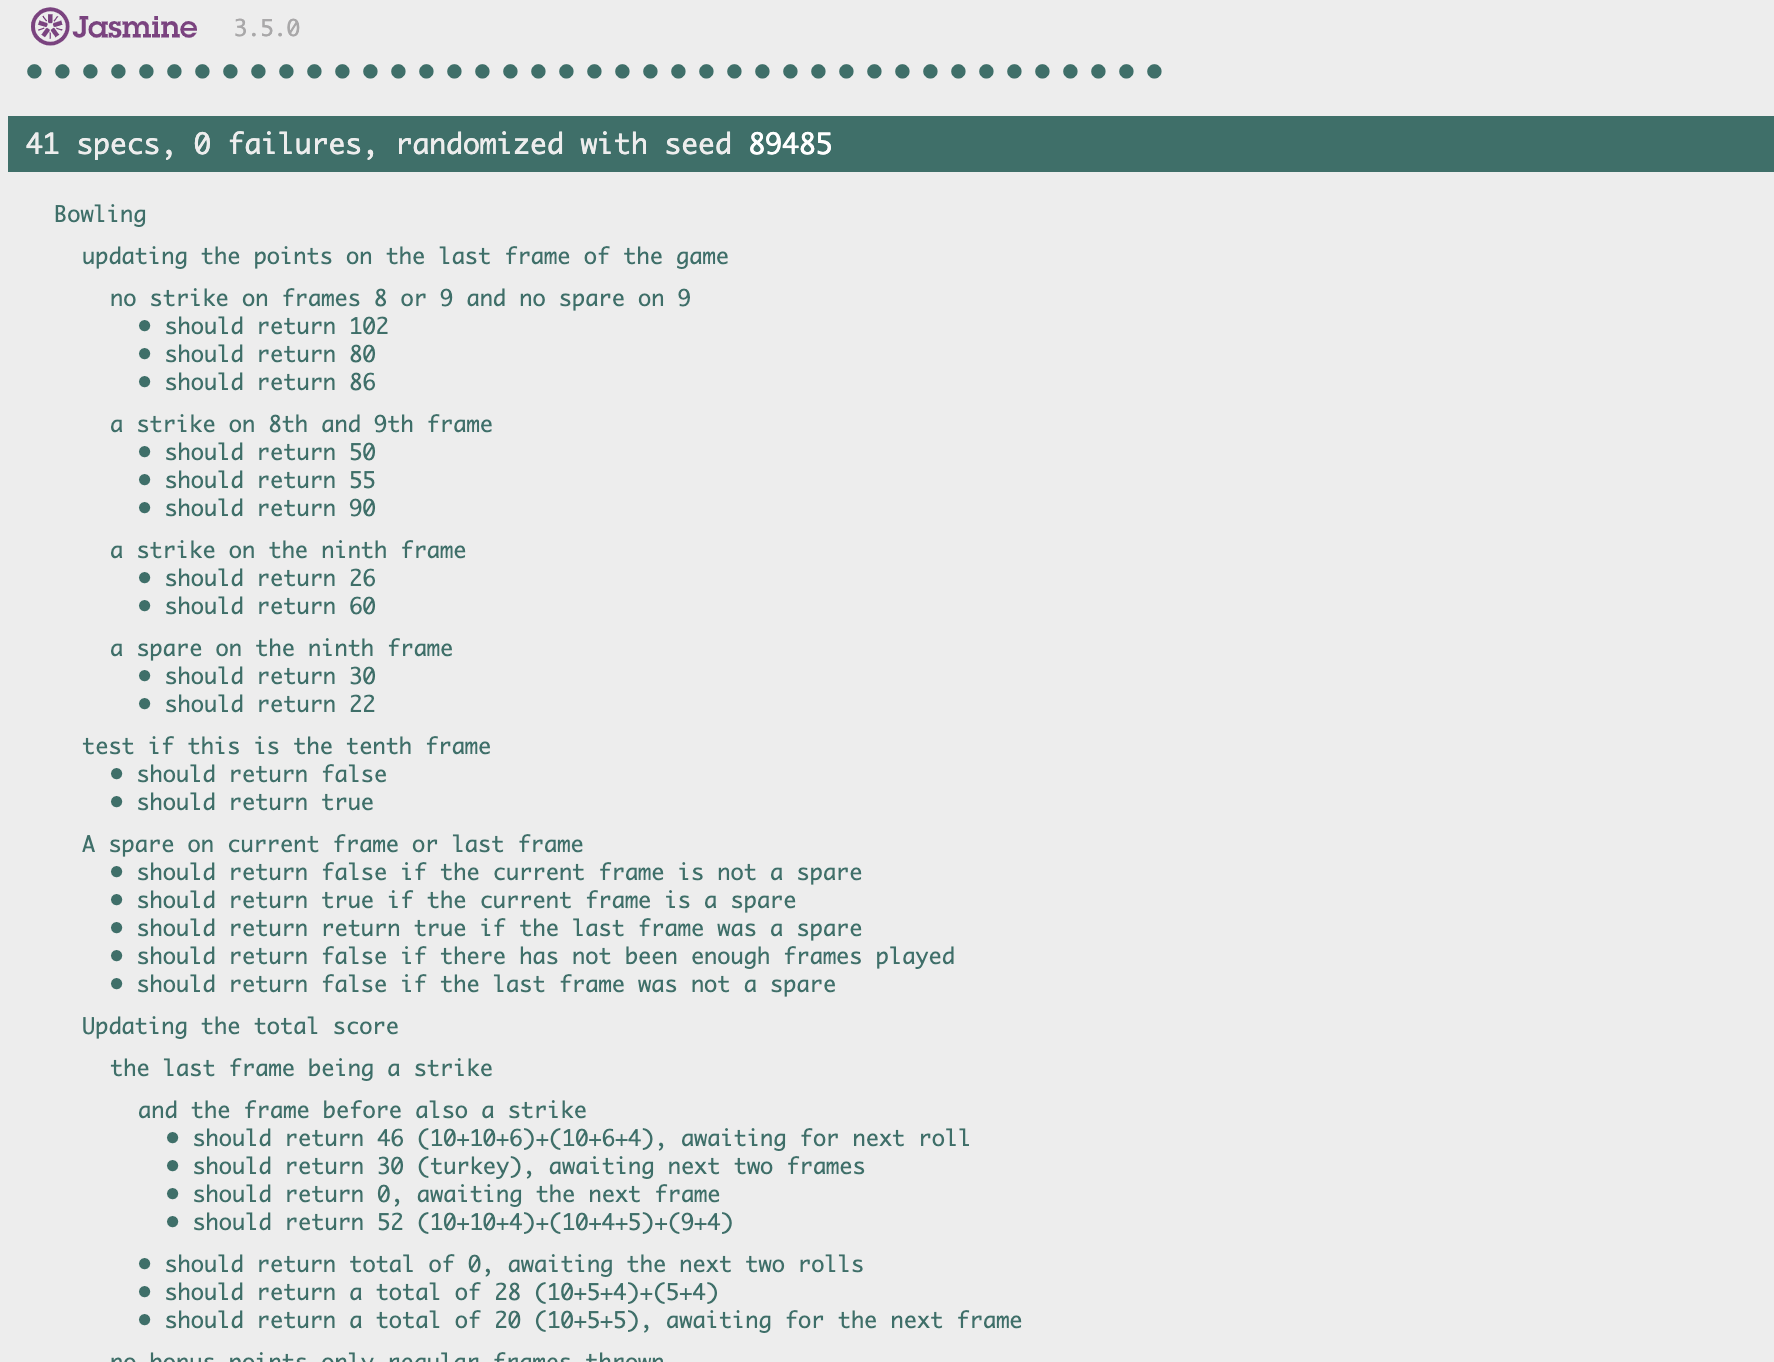 Jasmine 3.5.0
41 specs, 0 failures, randomized with seed 89485
Bowling
updating the points on the last frame of the game
no strike on frames 8 or 9 and no spare on 9
• should return 102
• should return 80
• should return 86
a strike on 8th and 9th frame
• should return 50
• should return 55
• should return 90
a strike on the ninth frame
• should return 26
• should return 60
a spare on the ninth frame
• should return 30
• should return 22
test if this is the tenth frame
• should return false
• should return true
A spare on current frame or last frame
• should return false if the current frame is not a spare
• should return true if the current frame is a spare
• should return return true if the last frame was a spare
• should return false if there has not been enough frames played
• should return false if the last frame was not a spare
Updating the total score
the last frame being a strike
and the frame before also a strike
• should return 46 (10+10+6)+(10+6+4), awaiting for next roll
• should return 30 (turkey), awaiting next two frames
• should return 0, awaiting the next frame
• should return 52 (10+10+4)+(10+4+5)+(9+4)
• should return total of 0, awaiting the next two rolls
• should return a total of 28 (10+5+4)+(5+4)
• should return a total of 20 (10+5+5), awaiting for the next frame
no bonus points only regular frames thrown